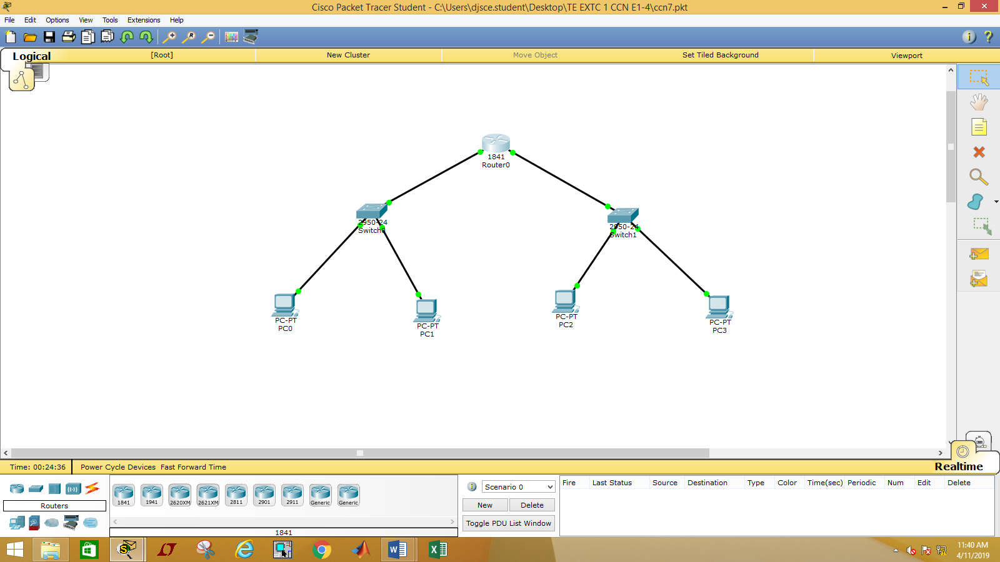 Cisco Packet Tracer Student - C:\Users\djsce.student\Desktop\TE EXTC 1 CCN E1-4\ccn7.pkt
File Edit Options View Tools Extensions Help
Logical [Root] New Cluster Move Object Set Tiled Background Viewport
1841
Router0
2950-24
Switch0
2950-24
Switch1
PC-PT
PC0
PC-PT
PC1
PC-PT
PC2
PC-PT
PC3
Time: 00:24:36 Power Cycle Devices Fast Forward Time
Realtime
Routers
1841 1941 2620XM 2621XM 2811 2901 2911 Generic Generic
1841
Scenario 0
New Delete
Toggle PDU List Window
Fire Last Status Source Destination Type Color Time(sec) Periodic Num Edit Delete
11:40 AM
4/11/2019